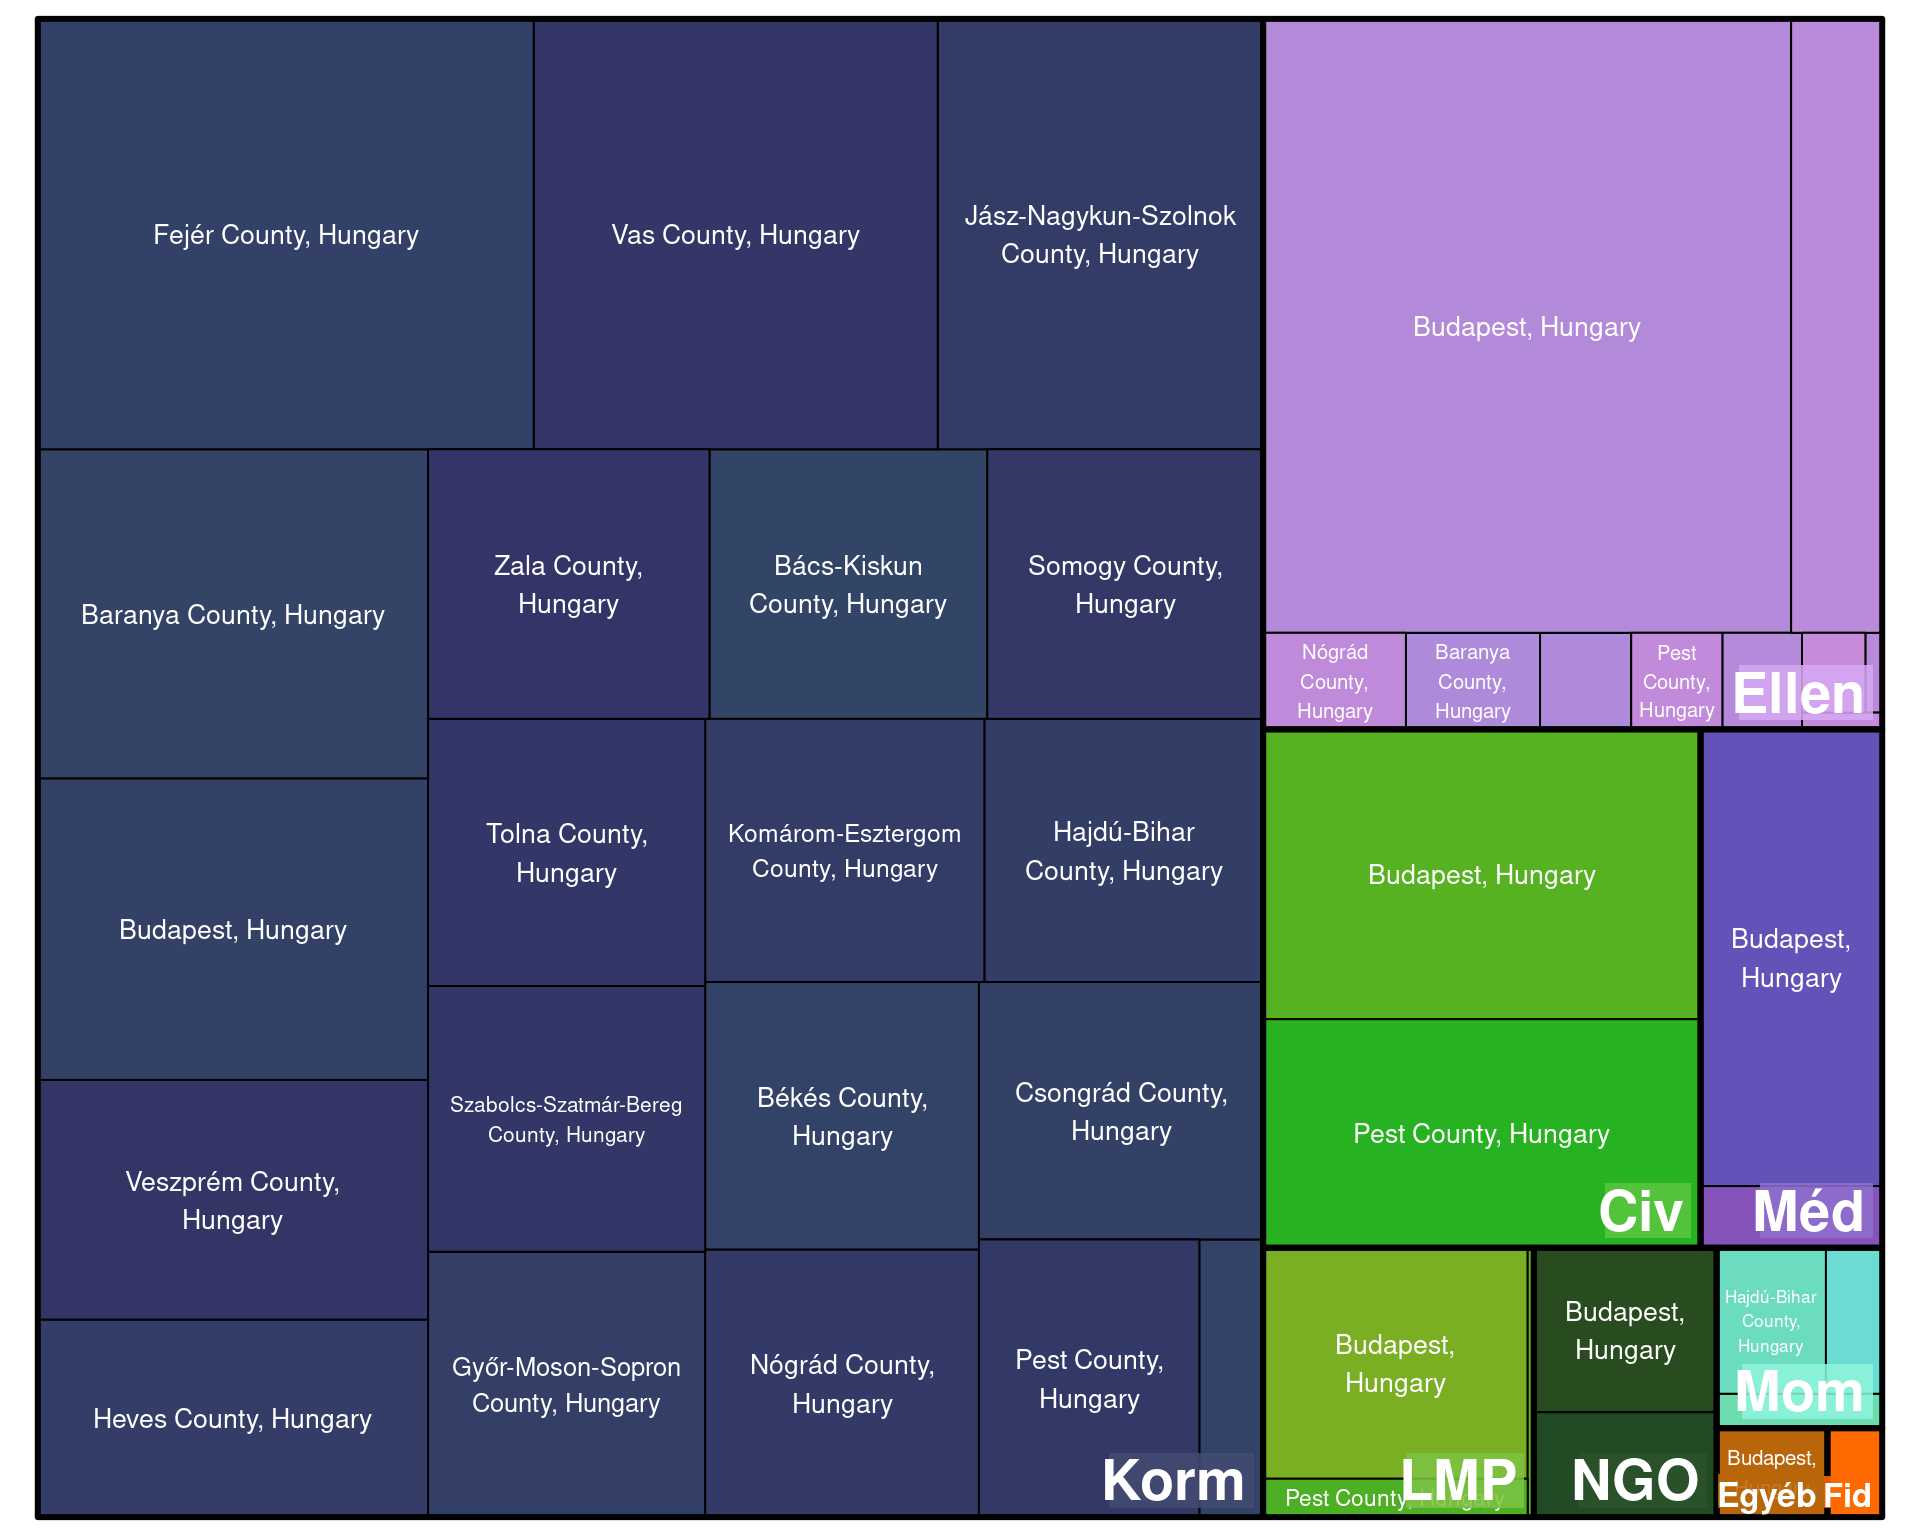 Fejér County, Hungary
Vas County, Hungary
Jász-Nagykun-Szolnok
County, Hungary
Baranya County, Hungary
Zala County,
Hungary
Bács-Kiskun
County, Hungary
Somogy County,
Hungary
Budapest, Hungary
Tolna County,
Hungary
Komárom-Esztergom
County, Hungary
Hajdú-Bihar
County, Hungary
Veszprém County,
Hungary
Szabolcs-Szatmár-Bereg
County, Hungary
Békés County,
Hungary
Csongrád County,
Hungary
Heves County, Hungary
Győr-Moson-Sopron
County, Hungary
Nógrád County,
Hungary
Pest County,
Hungary
Korm
Budapest, Hungary
Nógrád
County,
Hungary
Baranya
County,
Hungary
Pest
County,
Hungary
Ellen
Budapest, Hungary
Pest County, Hungary
Civ
Budapest,
Hungary
Méd
Budapest,
Hungary
Pest County, Hungary
LMP
Budapest,
Hungary
NGO
Hajdú-Bihar
County,
Hungary
Mom
Budapest,
Egyéb
Fid